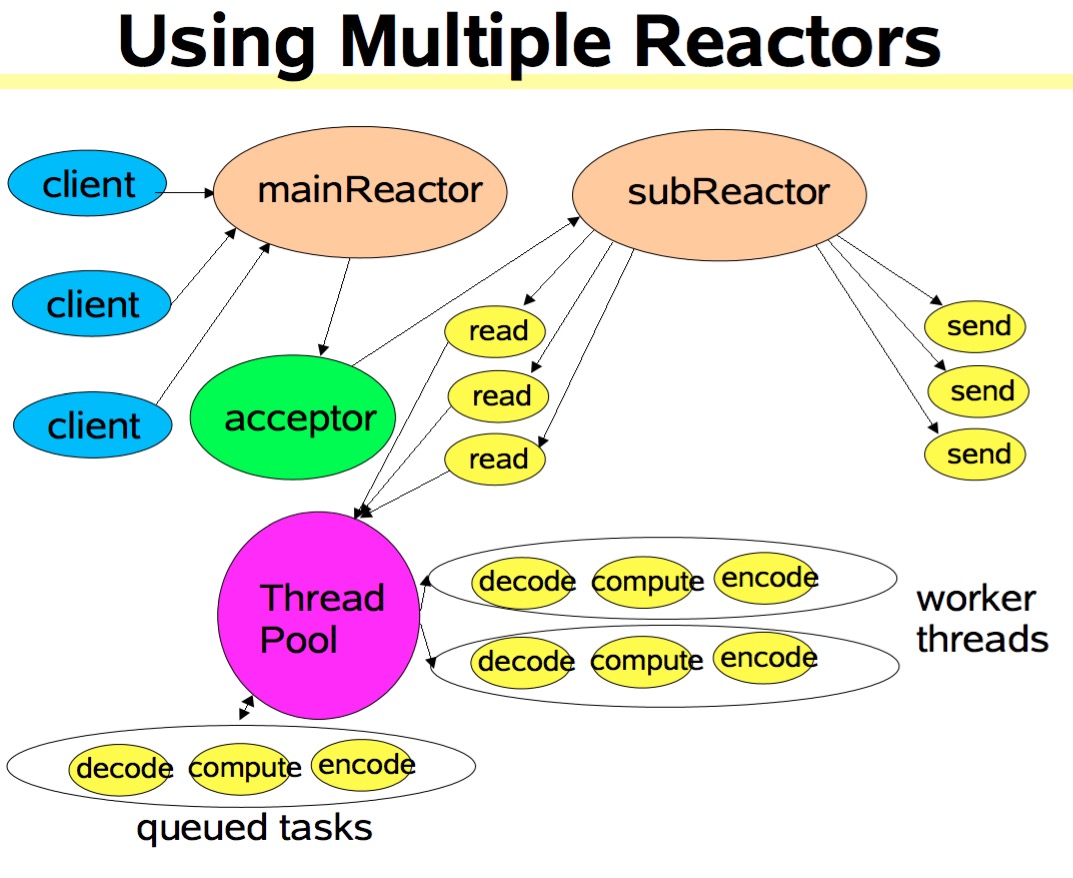 Using Multiple Reactors
client
mainReactor
subReactor
client
client
acceptor
read
read
read
send
send
send
Thread
Pool
decode compute encode
decode compute encode
worker
threads
decode compute encode
queued tasks